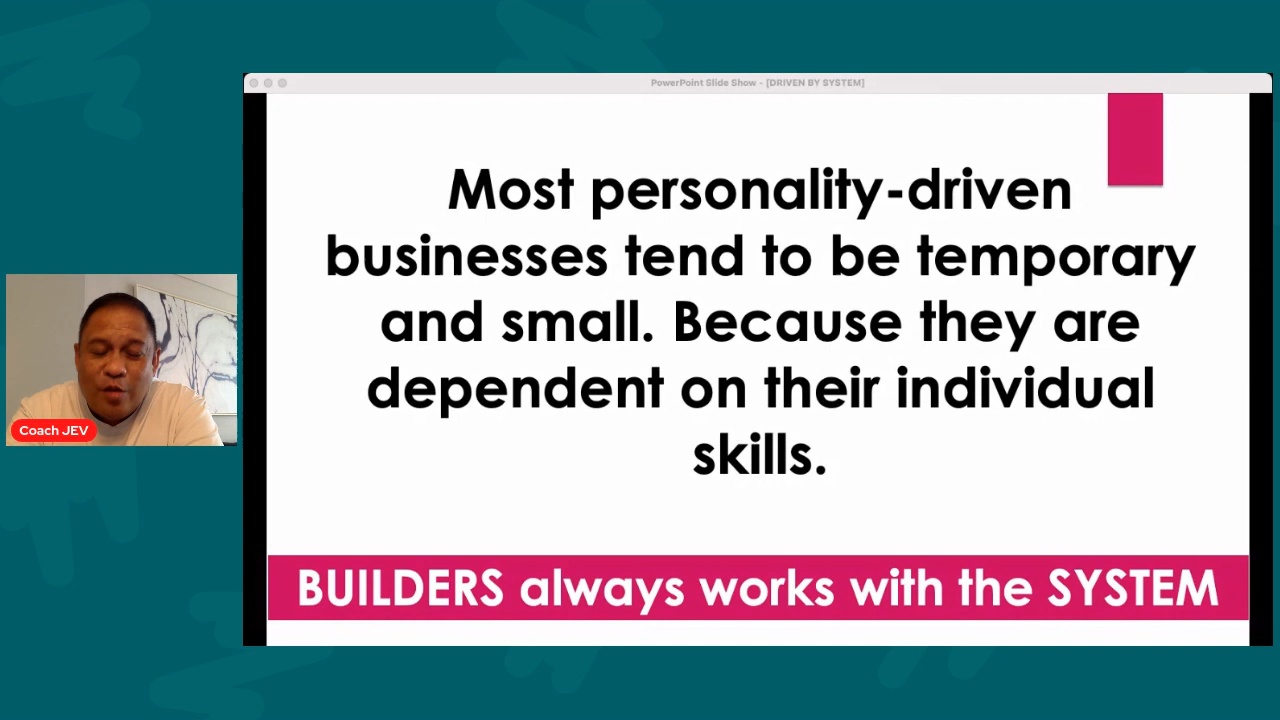 PowerPoint Slide Show - [DRIVEN BY SYSTEM]
Most personality-driven
businesses tend to be temporary
and small. Because they are
dependent on their individual
skills.
BUILDERS always works with the SYSTEM
Coach JEV